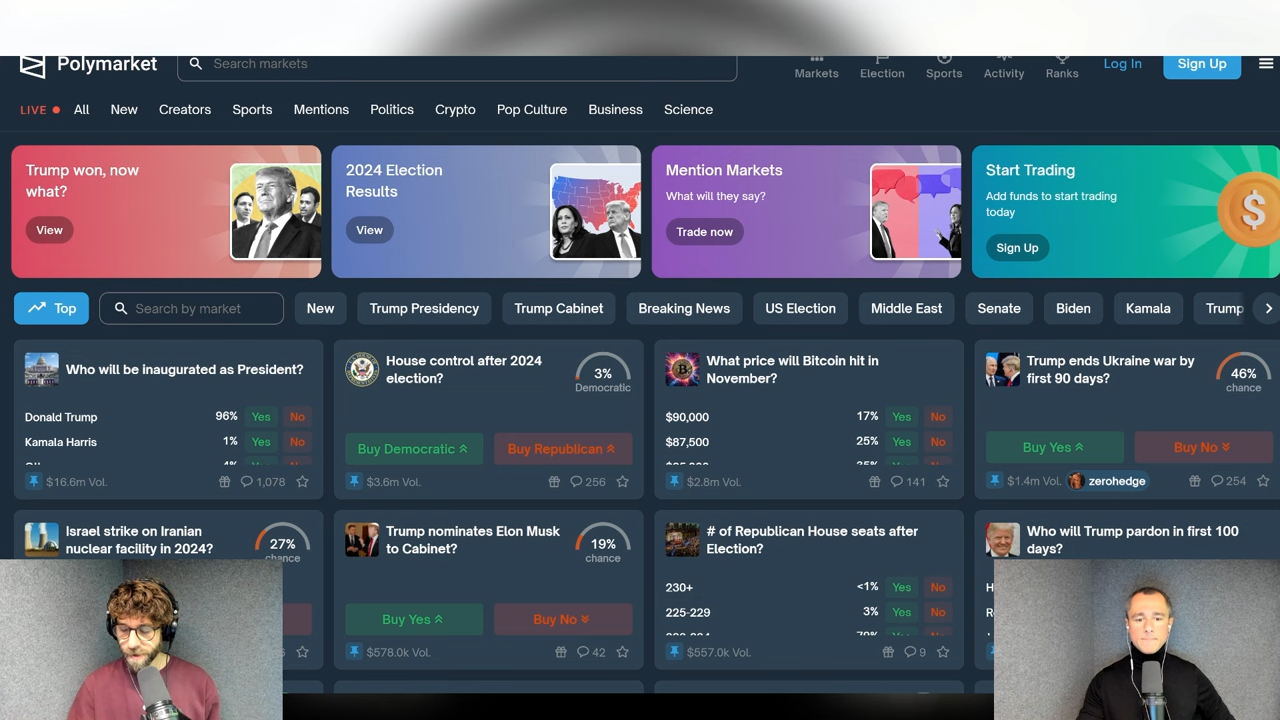 Polymarket
Search markets
Markets
Election
Sports
Activity
Ranks
Log In
Sign Up
LIVE
All
New
Creators
Sports
Mentions
Politics
Crypto
Pop Culture
Business
Science
Trump won, now
what?
View
2024 Election
Results
View
Mention Markets
What will they say?
Trade now
Start Trading
Add funds to start trading
today
Sign Up
$
Top
Search by market
New
Trump Presidency
Trump Cabinet
Breaking News
US Election
Middle East
Senate
Biden
Kamala
Trump
Who will be inaugurated as President?
Donald Trump 96% Yes No
Kamala Harris 1% Yes No
$16.6m Vol. 1,078
House control after 2024
election?
3%
Democratic
Buy Democratic
Buy Republican
$3.6m Vol. 256
What price will Bitcoin hit in
November?
$90,000 17% Yes No
$87,500 25% Yes No
$2.8m Vol. 141
Trump ends Ukraine war by
first 90 days?
46%
chance
Buy Yes
Buy No
$1.4m Vol. zerohedge 254
Israel strike on Iranian
nuclear facility in 2024?
27%
chance
Trump nominates Elon Musk
to Cabinet?
19%
chance
Buy Yes
Buy No
$578.0k Vol. 42
# of Republican House seats after
Election?
230+ <1% Yes No
225-229 3% Yes No
$557.0k Vol. 9
Who will Trump pardon in first 100
days?